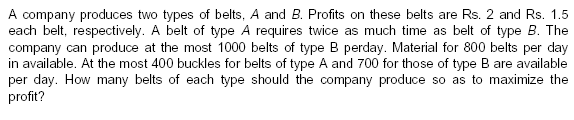 A company produces two types of belts, A and B. Profits on these belts are Rs. 2 and Rs. 1.5
each belt, respectively. A belt of type A requires twice as much time as belt of type B. The
company can produce at the most 1000 belts of type B perday. Material for 800 belts per day
in available. At the most 400 buckles for belts of type A and 700 for those of type B are available
per day. How many belts of each type should the company produce so as to maximize the
profit?